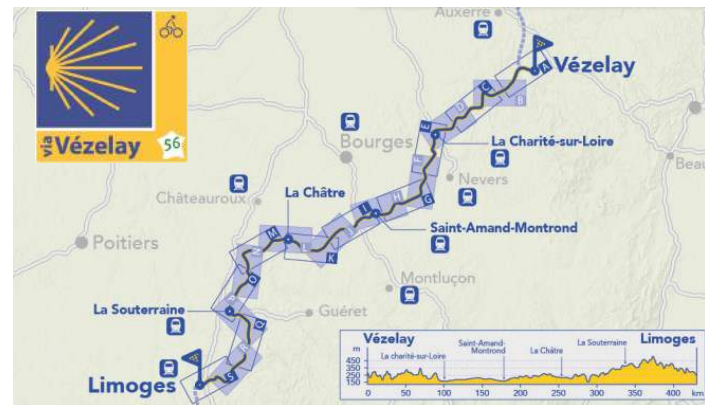 via Vézelay 56
Auxerre
Vézelay
A
B
C
D
E
La Charité-sur-Loire
Bourges
F
Nevers
Beau
La Châtre
G
H
I
Châteauroux
Saint-Amand-Montrond
J
K
L
M
N
Poitiers
O
Montluçon
La Souterraine
P
Guéret
Q
R
S
Limoges
Vézelay
Limoges
Saint-Amand-
Montrond
La charité-sur-Loire
La Châtre
La Souterraine
m
450
350
250
150
0 50 100 150 200 250 300 350 400 km